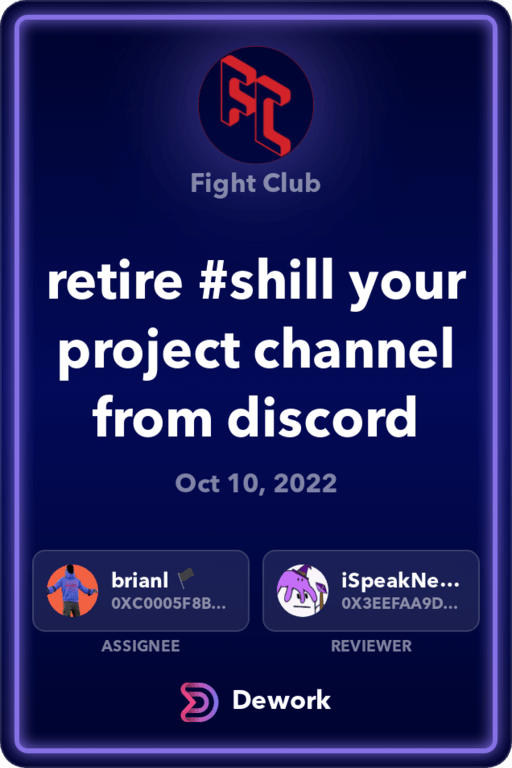 FC
Fight Club
retire #shill your
project channel
from discord
Oct 10, 2022
brianl 🏴
0XC0005F8B...
iSpeakNe...
0X3EEFAA9D...
ASSIGNEE
REVIEWER
Dework